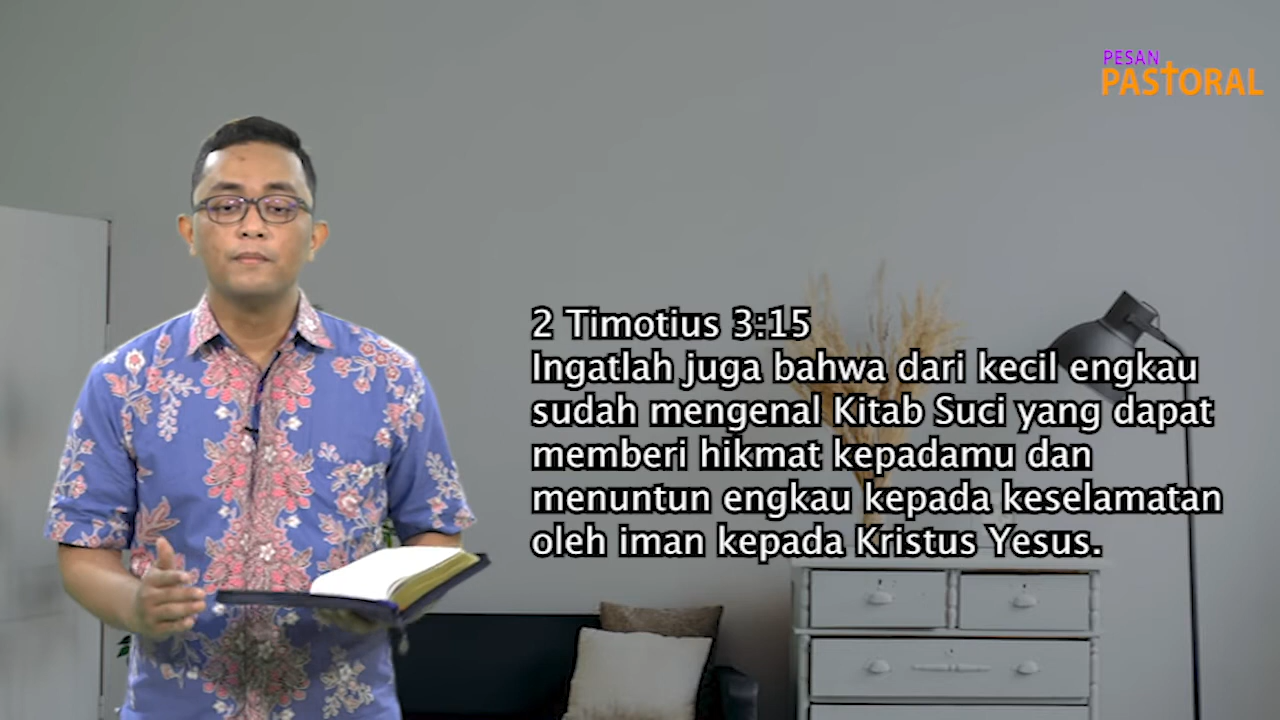 PESAN
PASTORAL
2 Timotius 3:15
Ingatlah juga bahwa dari kecil engkau
sudah mengenal Kitab Suci yang dapat
memberi hikmat kepadamu dan
menuntun engkau kepada keselamatan
oleh iman kepada Kristus Yesus.